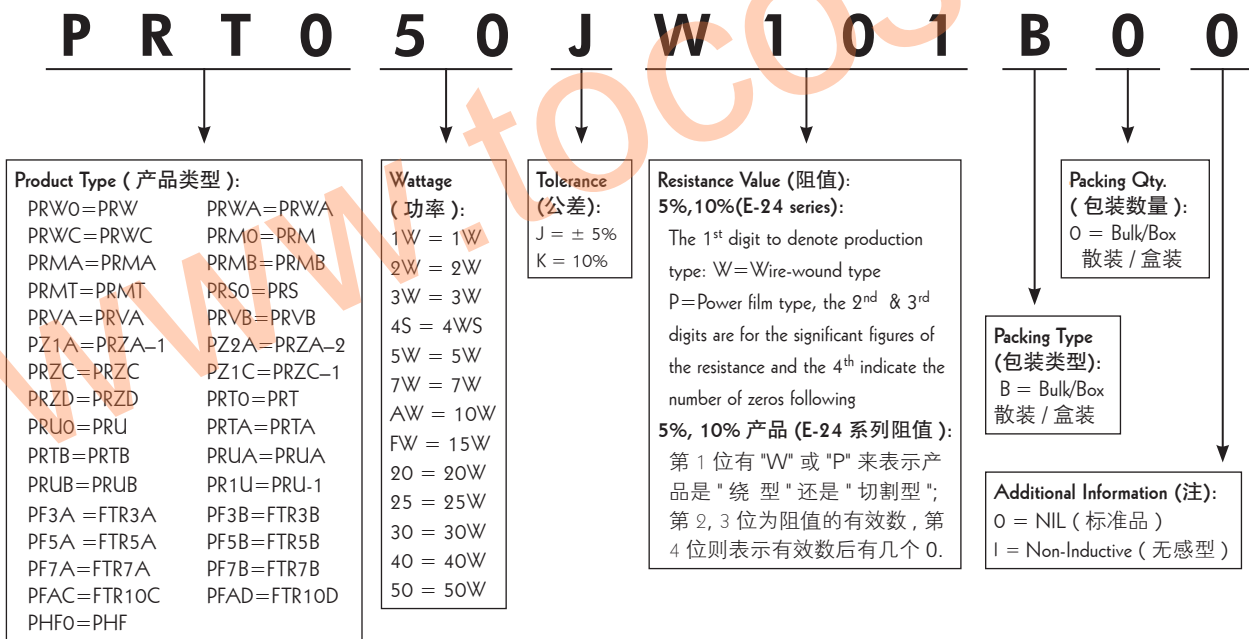 P R T 0 5 0 J W 1 0 1 B 0 0
Product Type ( 产品类型 ):
PRW0=PRW PRWA=PRWA
PRWC=PRWC PRM0=PRM
PRMA=PRMA PRMB=PRMB
PRMT=PRMT PRS0=PRS
PRVA=PRVA PRVB=PRVB
PZ1A=PRZA–1 PZ2A=PRZA–2
PRZC=PRZC PZ1C=PRZC–1
PRZD=PRZD PRT0=PRT
PRU0=PRU PRTA=PRTA
PRTB=PRTB PRUA=PRUA
PRUB=PRUB PR1U=PRU-1
PF3A =FTR3A PF3B=FTR3B
PF5A =FTR5A PF5B=FTR5B
PF7A=FTR7A PF7B=FTR7B
PFAC=FTR10C PFAD=FTR10D
PHF0=PHF
Wattage
( 功率 ):
1W = 1W
2W = 2W
3W = 3W
4S = 4WS
5W = 5W
7W = 7W
AW = 10W
FW = 15W
20 = 20W
25 = 25W
30 = 30W
40 = 40W
50 = 50W
Tolerance
(公差):
J = ± 5%
K = 10%
Resistance Value (阻值):
5%,10%(E-24 series):
The 1st digit to denote production
type: W=Wire-wound type
P=Power film type, the 2nd & 3rd
digits are for the significant figures of
the resistance and the 4th indicate the
number of zeros following
5%, 10% 产品 (E-24 系列阻值 ):
第 1 位有 "W" 或 "P" 来表示产
品是 " 绕 型 " 还是 " 切割型 ";
第 2, 3 位为阻值的有效数 , 第
4 位则表示有效数后有几个 0.
Packing Type
(包装类型):
B = Bulk/Box
散装 / 盒装
Packing Qty.
( 包装数量 ):
0 = Bulk/Box
散装 / 盒装
Additional Information (注):
0 = NIL ( 标准品 )
I = Non-Inductive ( 无感型 )
www.tocos